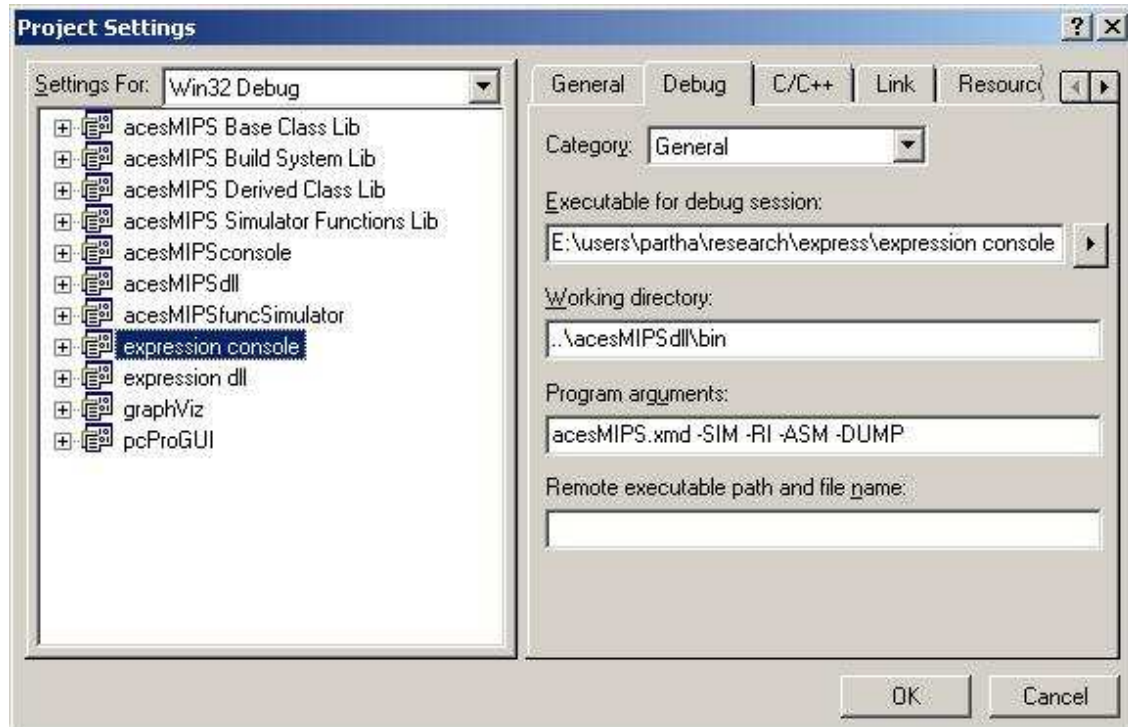 Project Settings
Settings For: Win32 Debug
acesMIPS Base Class Lib
acesMIPS Build System Lib
acesMIPS Derived Class Lib
acesMIPS Simulator Functions Lib
acesMIPSconsole
acesMIPSdll
acesMIPSfuncSimulator
expression console
expression dll
graphViz
pcProGUI
General Debug C/C++ Link Resourc
Category: General
Executable for debug session:
E:\users\partha\research\express\expression console
Working directory:
..\acesMIPSdll\bin
Program arguments:
acesMIPS.xmd -SIM -RI -ASM -DUMP
Remote executable path and file name:
OK Cancel